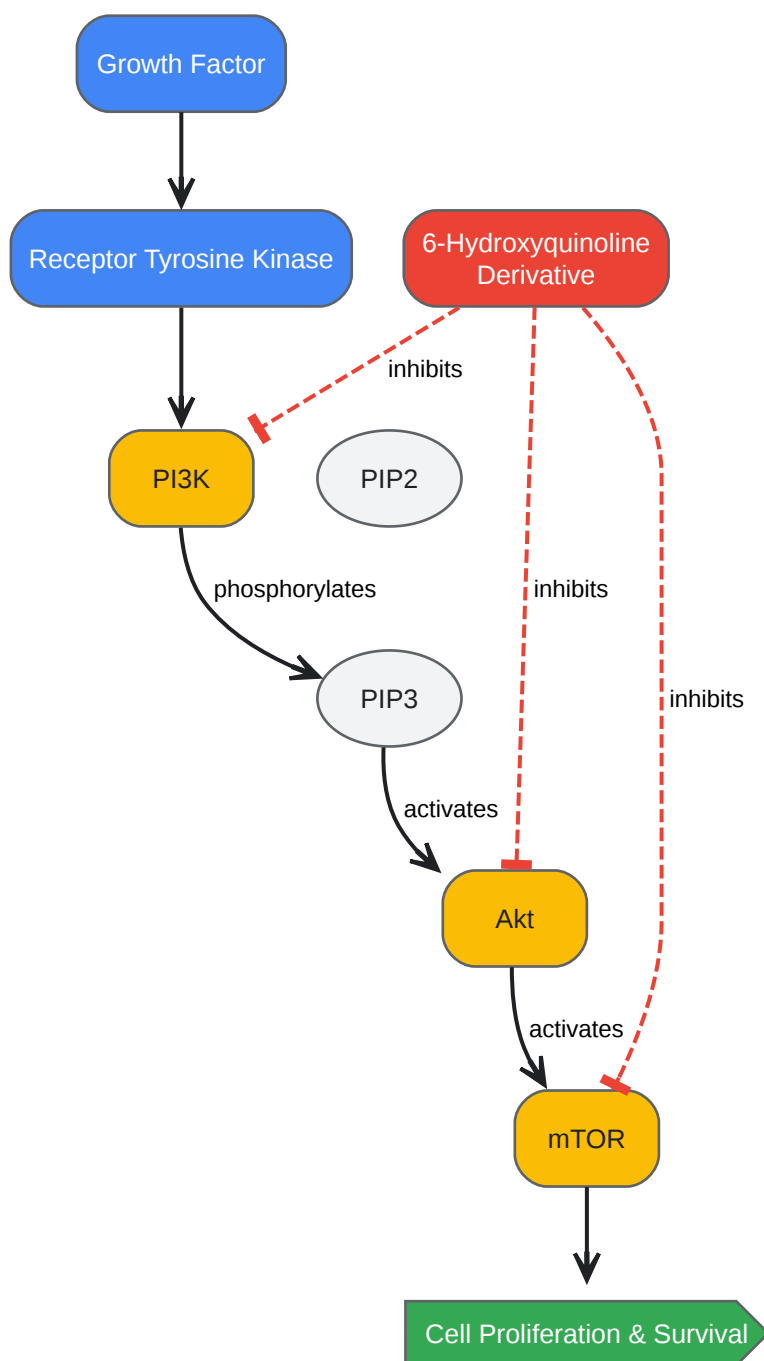 Growth Factor
Receptor Tyrosine Kinase
6-Hydroxyquinoline
Derivative
inhibits
PI3K
PIP2
phosphorylates
inhibits
PIP3
inhibits
activates
Akt
activates
mTOR
Cell Proliferation & Survival